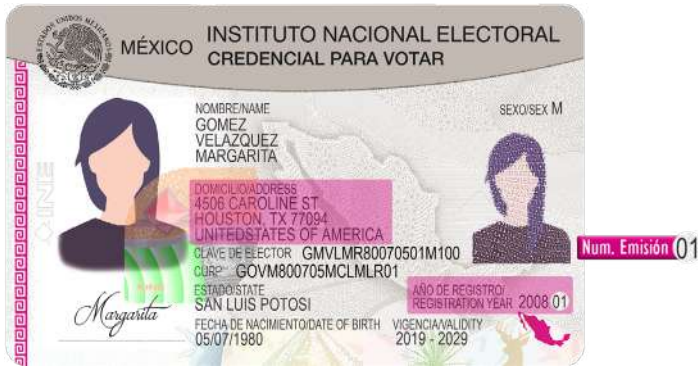 MÉXICO
INSTITUTO NACIONAL ELECTORAL
CREDENCIAL PARA VOTAR
NOMBRE/NAME
GOMEZ
VELAZQUEZ
MARGARITA
SEXO/SEX M
DOMICILIO/ADDRESS
4506 CAROLINE ST
HOUSTON, TX 77094
UNITEDSTATES OF AMERICA
CLAVE DE ELECTOR GMVLMR80070501M100
CURP GOVM800705MCLMLR01
ESTADO/STATE
SAN LUIS POTOSI
AÑO DE REGISTRO/
REGISTRATION YEAR 2008 01
FECHA DE NACIMIENTO/DATE OF BIRTH
05/07/1980
VIGENCIA/VALIDITY
2019 - 2029
Margarita
INE
Num. Emisión 01